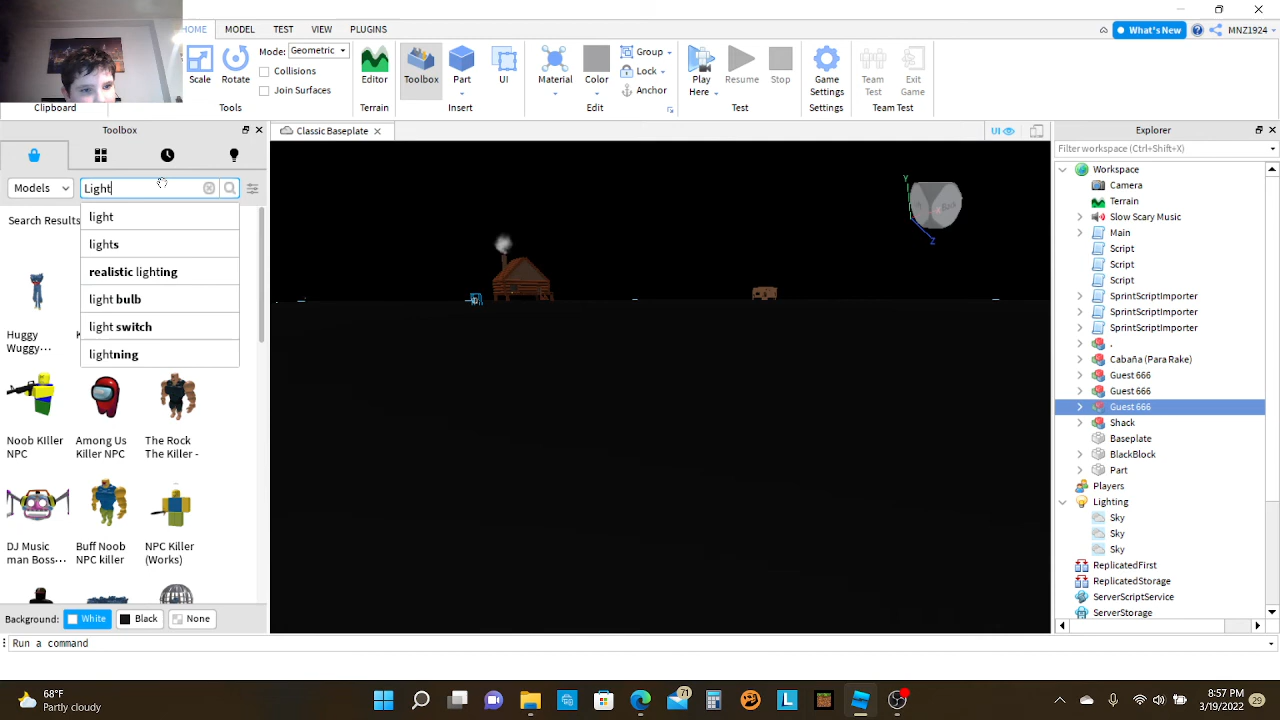 HOME MODEL TEST VIEW PLUGINS
What's New
MNZ1924
Scale
Rotate
Mode: Geometric
Collisions
Join Surfaces
Editor
Toolbox
Part
UI
Material
Color
Group
Lock
Anchor
Play Here
Resume
Stop
Game Settings
Team Test
Exit Game
Clipboard
Tools
Terrain
Insert
Edit
Test
Settings
Team Test
Toolbox
Classic Baseplate
UI
Explorer
Filter workspace (Ctrl+Shift+X)
Models
Light
Search Results
light
lights
realistic lighting
light bulb
light switch
lightning
Huggy
Wuggy...
Noob KIller
NPC
Among Us
Killer NPC
The Rock
The Killer -
DJ Music
man Boss...
Buff Noob
NPC killer
NPC Killer
(Works)
Background:
White
Black
None
Y
Z
Back
Workspace
Camera
Terrain
Slow Scary Music
Main
Script
Script
Script
SprintScriptImporter
SprintScriptImporter
SprintScriptImporter
.
Cabaña (Para Rake)
Guest 666
Guest 666
Guest 666
Shack
Baseplate
BlackBlock
Part
Players
Lighting
Sky
Sky
Sky
ReplicatedFirst
ReplicatedStorage
ServerScriptService
ServerStorage
Run a command
68°F
Partly cloudy
71
L
8:57 PM
3/19/2022
29